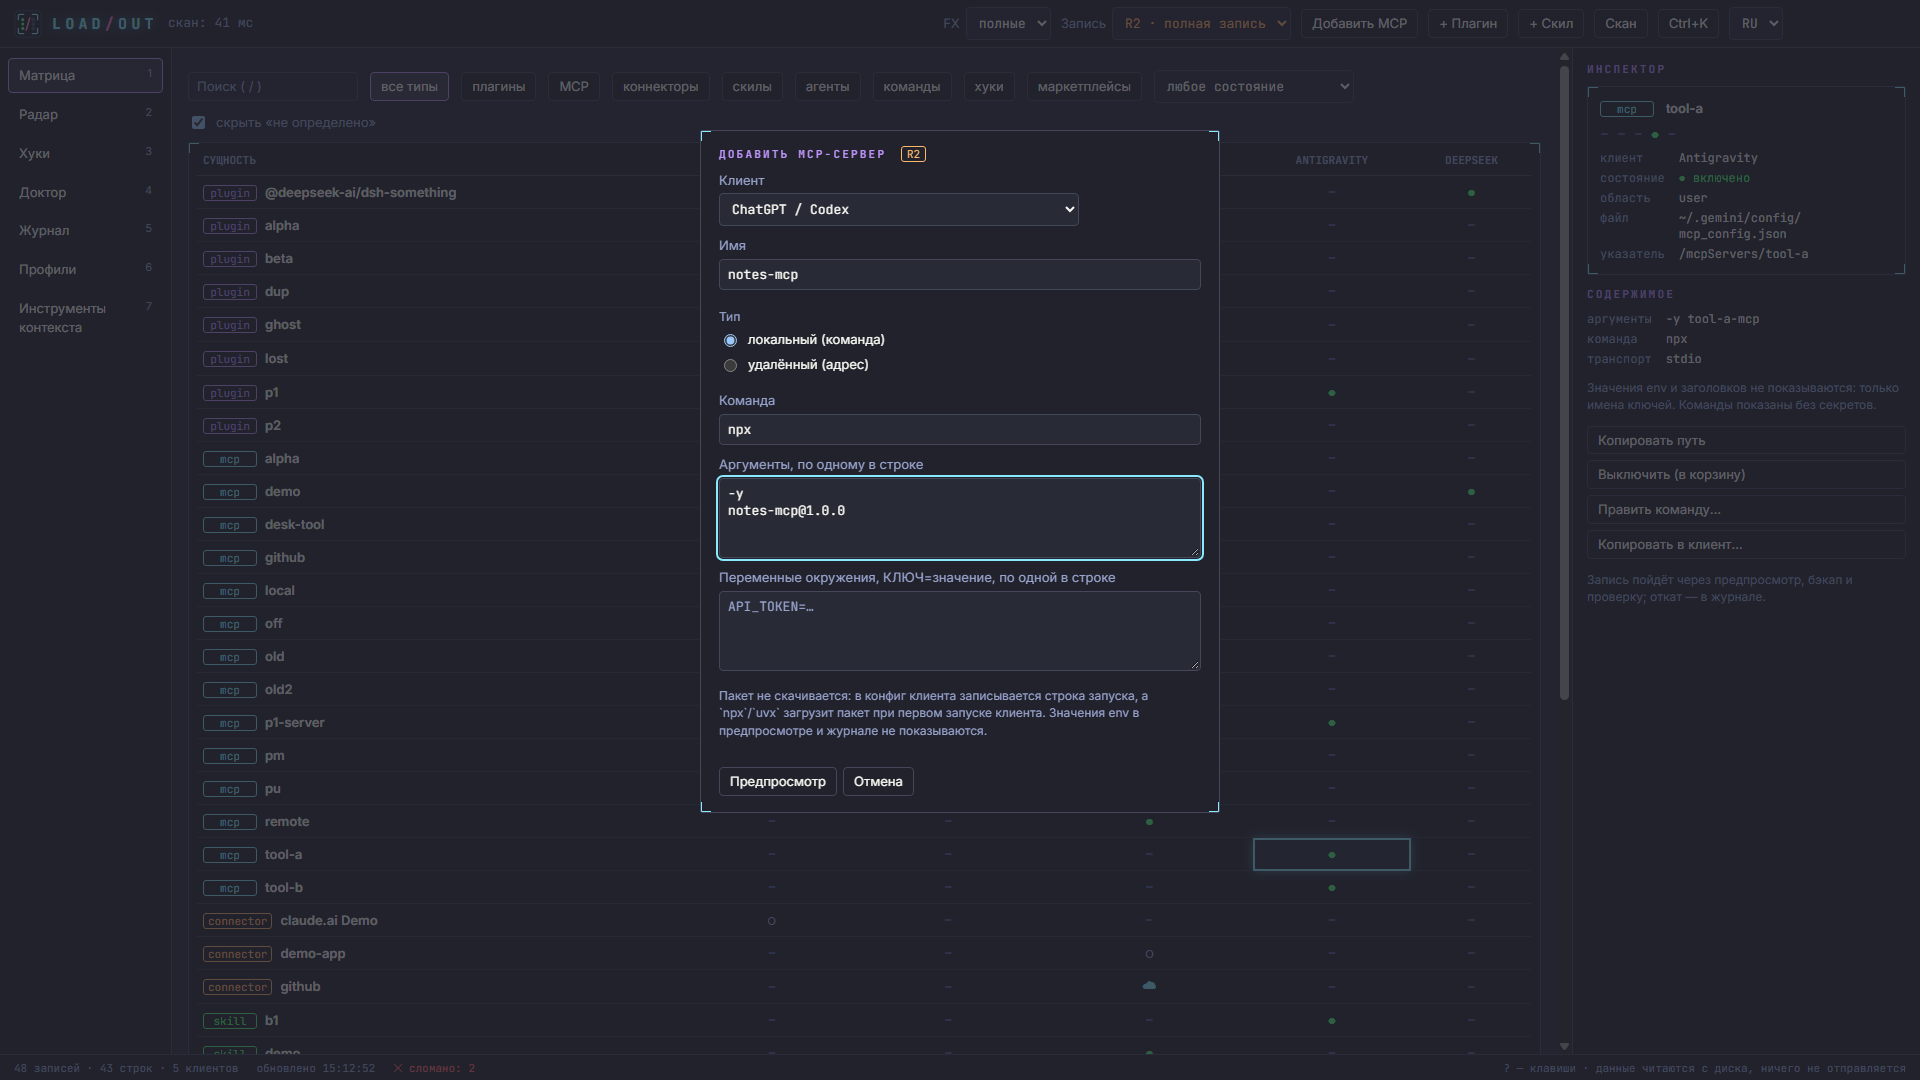 LOAD/OUT скан: 41 мс FX полные Запись R2 · полная запись Добавить MCP + Плагин + Скил Скан Ctrl+K RU
Матрица 1
Радар 2
Хуки 3
Доктор 4
Журнал 5
Профили 6
Инструменты контекста 7
Поиск ( / ) все типы плагины MCP коннекторы скилы агенты команды хуки маркетплейсы любое состояние
скрыть «не определено»
СУЩНОСТЬ ANTIGRAVITY DEEPSEEK
plugin @deepseek-ai/dsh-something
plugin alpha
plugin beta
plugin dup
plugin ghost
plugin lost
plugin p1
plugin p2
mcp alpha
mcp demo
mcp desk-tool
mcp github
mcp local
mcp off
mcp old
mcp old2
mcp p1-server
mcp pm
mcp pu
mcp remote
mcp tool-a
mcp tool-b
connector claude.ai Demo
connector demo-app
connector github
skill b1
skill demo
ДОБАВИТЬ MCP-СЕРВЕР R2
Клиент
ChatGPT / Codex
Имя
notes-mcp
Тип
локальный (команда)
удалённый (адрес)
Команда
npx
Аргументы, по одному в строке
-y
notes-mcp@1.0.0
Переменные окружения, КЛЮЧ=значение, по одной в строке
API_TOKEN=…
Пакет не скачивается: в конфиг клиента записывается строка запуска, а
`npx`/`uvx` загрузит пакет при первом запуске клиента. Значения env в
предпросмотре и журнале не показываются.
Предпросмотр Отмена
ИНСПЕКТОР
mcp tool-a
клиент Antigravity
состояние включено
область user
файл ~/.gemini/config/
mcp_config.json
указатель /mcpServers/tool-a
СОДЕРЖИМОЕ
аргументы -y tool-a-mcp
команда npx
транспорт stdio
Значения env и заголовков не показываются: только
имена ключей. Команды показаны без секретов.
Копировать путь
Выключить (в корзину)
Править команду...
Копировать в клиент...
Запись пойдёт через предпросмотр, бэкап и
проверку; откат — в журнале.
48 записей · 43 строк · 5 клиентов обновлено 15:12:52 ✕ сломано: 2
? — клавиши · данные читаются с диска, ничего не отправляется